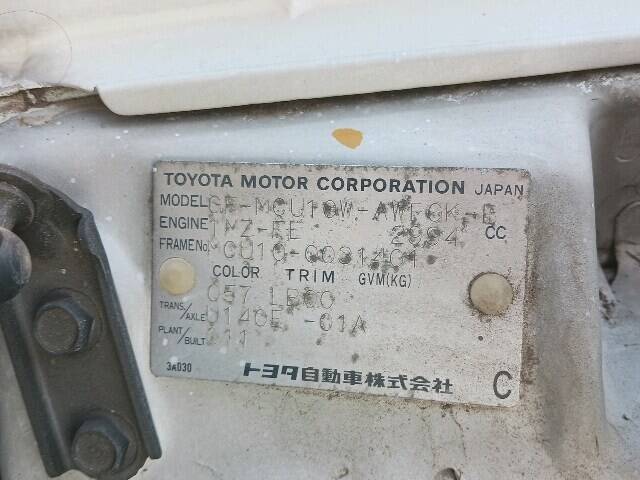 TOYOTA MOTOR CORPORATION JAPAN
MODEL GF-MCU10W-AWFGK-C
ENGINE 1MZ-FE 2994 CC
FRAME No. MCU10-0031401
COLOR TRIM GVM(KG)
057
TRANS./AXLE U140E -01A
PLANT/BUILT A11
3A030
トヨタ自動車株式会社 C